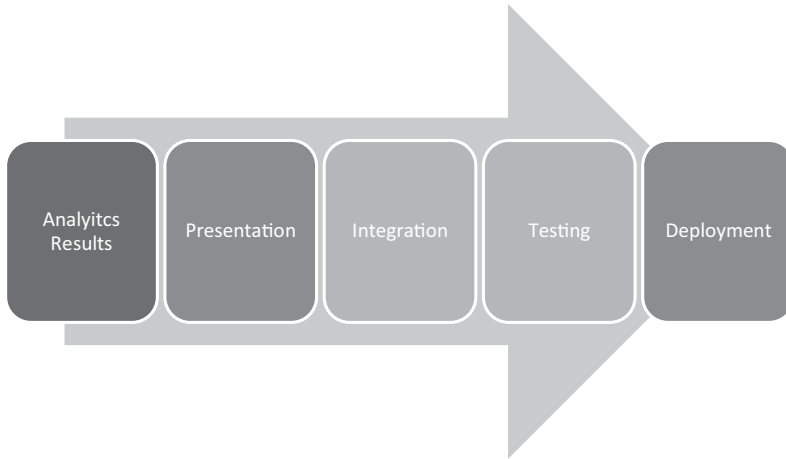 Analyitcs
Results
Presentation
Integration
Testing
Deployment